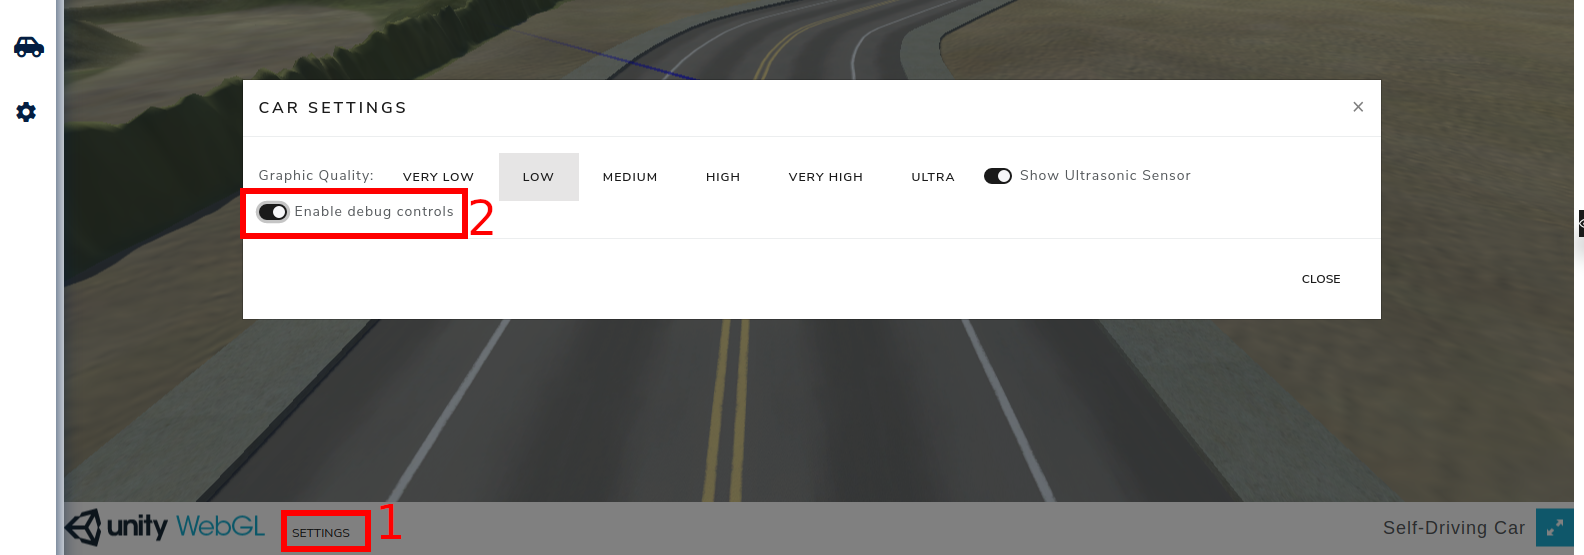 CAR SETTINGS
Graphic Quality: VERY LOW LOW MEDIUM HIGH VERY HIGH ULTRA Show Ultrasonic Sensor
Enable debug controls 2
CLOSE
unity WebGL SETTINGS 1 Self-Driving Car